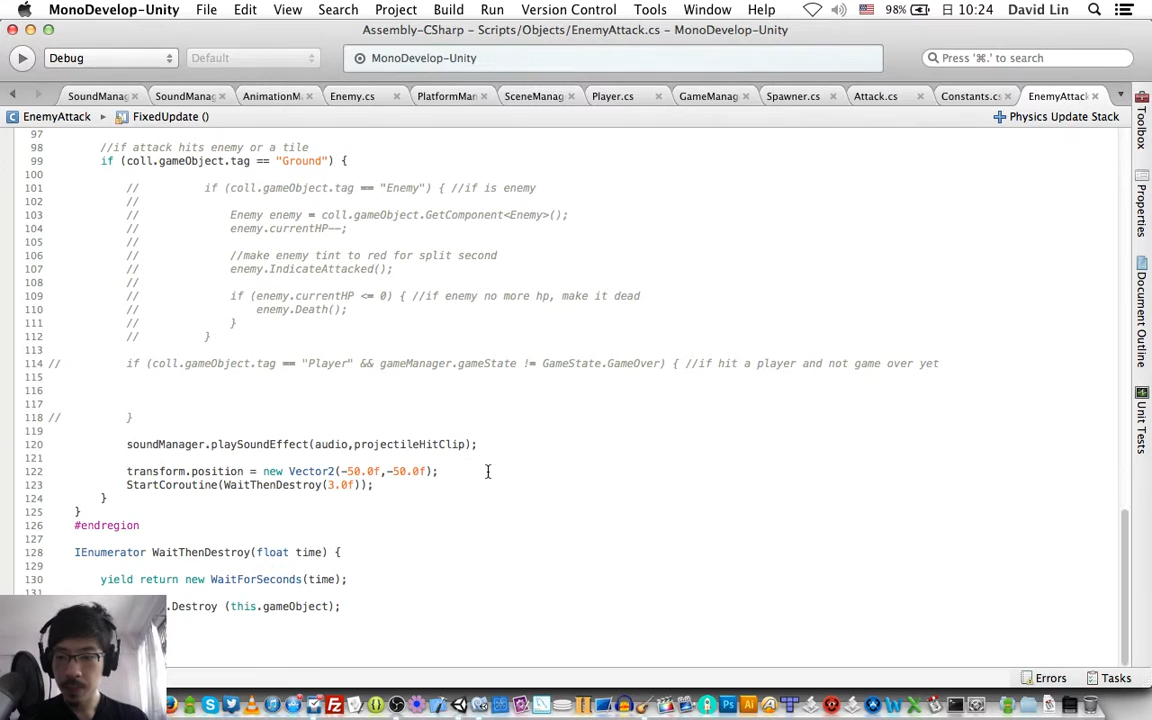 MonoDevelop-Unity File Edit View Search Project Build Run Version Control Tools Window Help 98% 日 10:24 David Lin
Assembly-CSharp – Scripts/Objects/EnemyAttack.cs – MonoDevelop-Unity
Debug Default MonoDevelop-Unity Press '⌘.' to search
SoundManag SoundManag AnimationM Enemy.cs PlatformMan SceneManag Player.cs GameManag Spawner.cs Attack.cs Constants.cs EnemyAttack
EnemyAttack FixedUpdate () Physics Update Stack
97
98 //if attack hits enemy or a tile
99 if (coll.gameObject.tag == "Ground") {
100
101 // if (coll.gameObject.tag == "Enemy") { //if is enemy
102 //
103 // Enemy enemy = coll.gameObject.GetComponent<Enemy>();
104 // enemy.currentHP--;
105 //
106 // //make enemy tint to red for split second
107 // enemy.IndicateAttacked();
108 //
109 // if (enemy.currentHP <= 0) { //if enemy no more hp, make it dead
110 // enemy.Death();
111 // }
112 // }
113
114 // if (coll.gameObject.tag == "Player" && gameManager.gameState != GameState.GameOver) { //if hit a player and not game over yet
115
116
117
118 // }
119
120 soundManager.playSoundEffect(audio,projectileHitClip);
121
122 transform.position = new Vector2(-50.0f,-50.0f);
123 StartCoroutine(WaitThenDestroy(3.0f));
124 }
125 }
126 #endregion
127
128 IEnumerator WaitThenDestroy(float time) {
129
130 yield return new WaitForSeconds(time);
131
.Destroy (this.gameObject);
Toolbox
Properties
Document Outline
Unit Tests
Errors Tasks